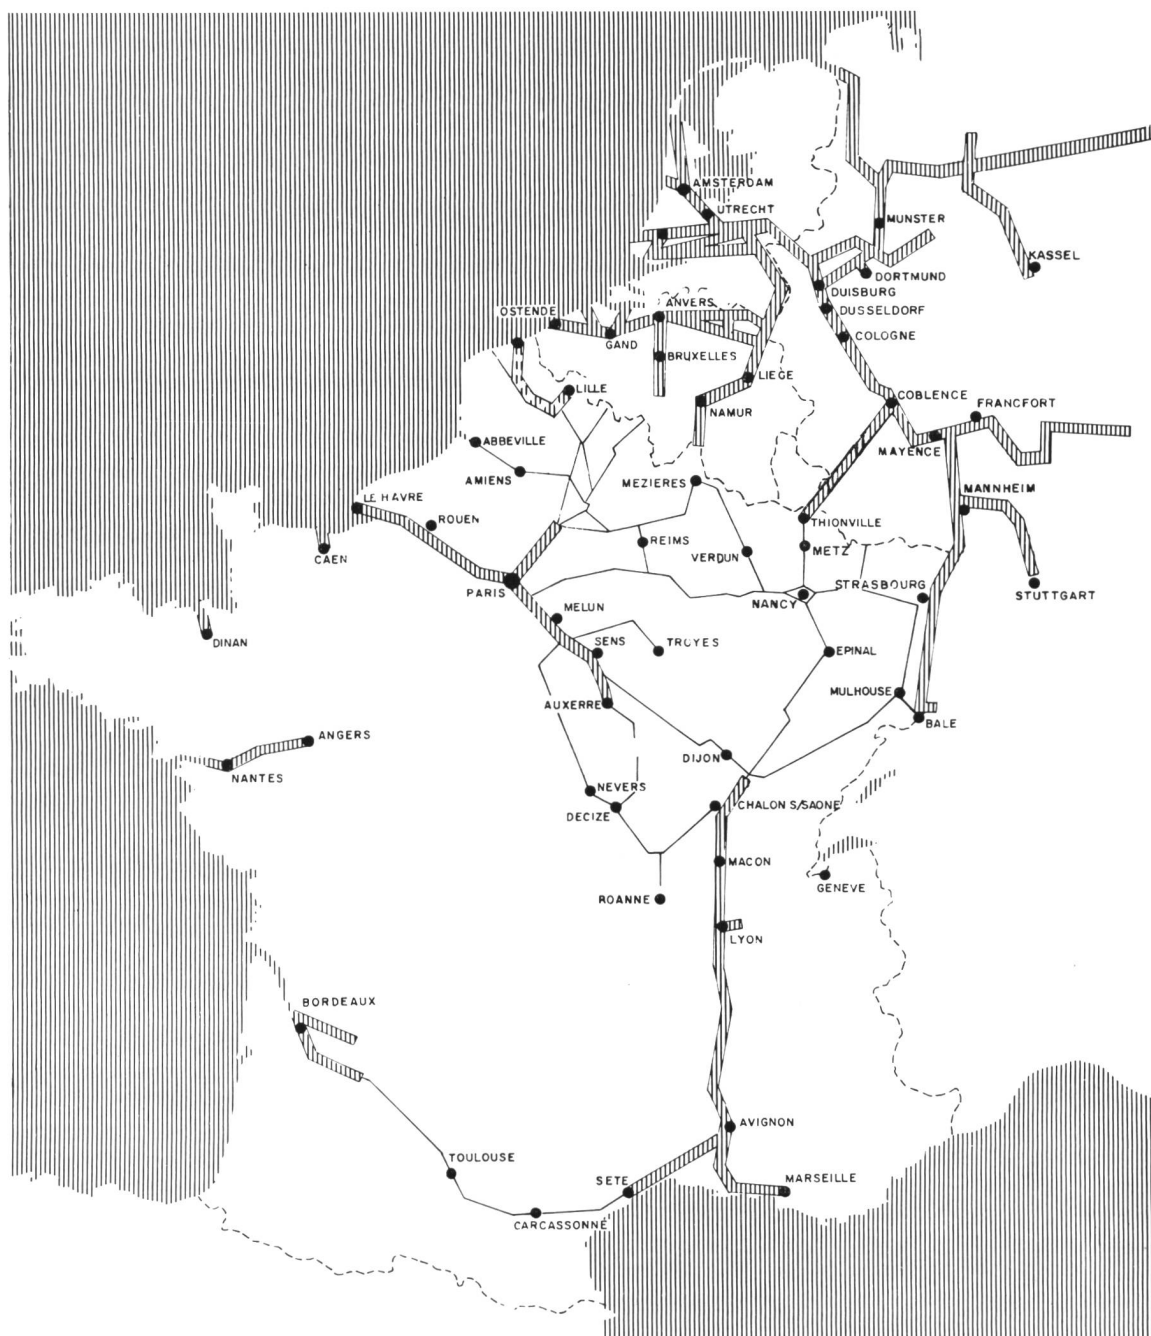 AMSTERDAM
UTRECHT
MUNSTER
KASSEL
DORTMUND
DUISBURG
OSTENDE
ANVERS
DUSSELDORF
GAND
COLOGNE
BRUXELLES
LIEGE
LILLE
COBLENCE
FRANCFORT
NAMUR
ABBEVILLE
MAYENCE
AMIENS
MEZIERES
MANNHEIM
LE HAVRE
ROUEN
THIONVILLE
REIMS
VERDUN
METZ
CAEN
PARIS
STRASBOURG
STUTTGART
NANCY
MELUN
DINAN
SENS
TROYES
EPINAL
MULHOUSE
AUXERRE
BALE
ANGERS
DIJON
NANTES
NEVERS
CHALON S/SAONE
DECIZE
MACON
GENEVE
ROANNE
LYON
BORDEAUX
AVIGNON
TOULOUSE
SETE
MARSEILLE
CARCASSONNE